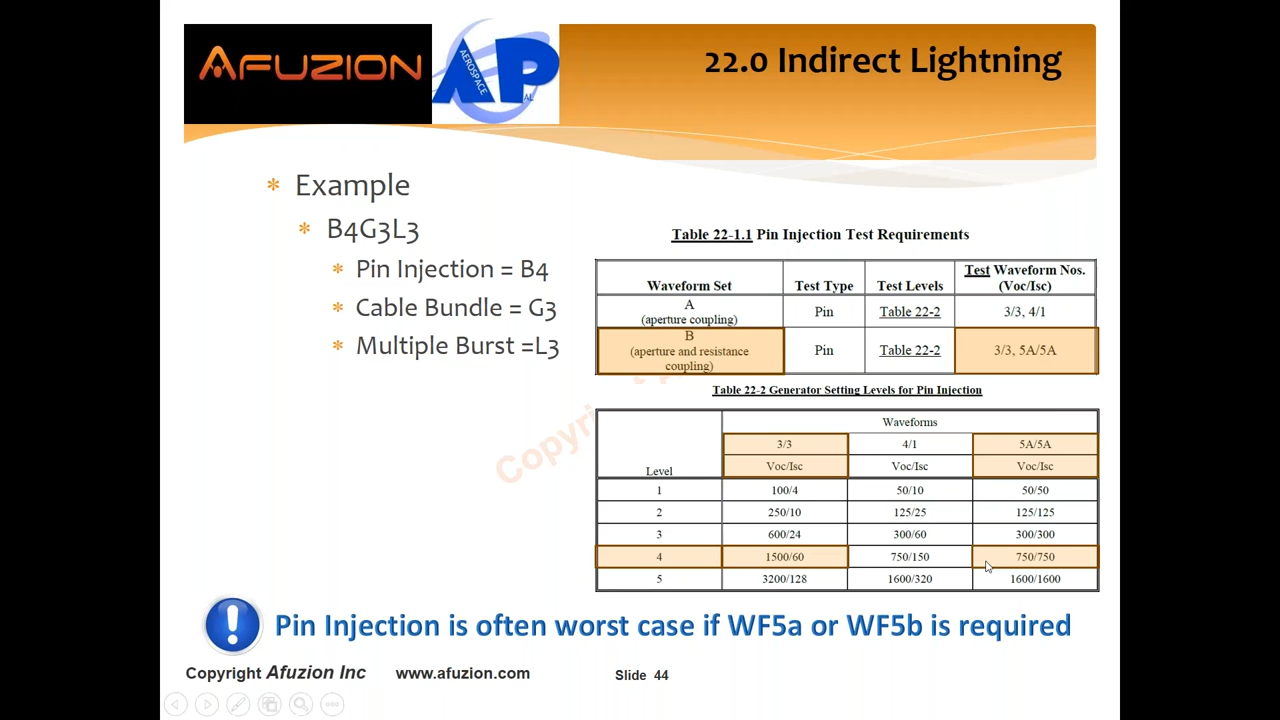 AFUZION
AEROSPACE
AP
AL
22.0 Indirect Lightning
Example
B4G3L3
Pin Injection = B4
Cable Bundle = G3
Multiple Burst =L3
Table 22-1.1 Pin Injection Test Requirements
Waveform Set Test Type Test Levels Test Waveform Nos. (Voc/Isc)
A (aperture coupling) Pin Table 22-2 3/3, 4/1
B (aperture and resistance coupling) Pin Table 22-2 3/3, 5A/5A
Table 22-2 Generator Setting Levels for Pin Injection
Waveforms
3/3 4/1 5A/5A
Level Voc/Isc Voc/Isc Voc/Isc
1 100/4 50/10 50/50
2 250/10 125/25 125/125
3 600/24 300/60 300/300
4 1500/60 750/150 750/750
5 3200/128 1600/320 1600/1600
! Pin Injection is often worst case if WF5a or WF5b is required
Copyright Afuzion Inc www.afuzion.com Slide 44